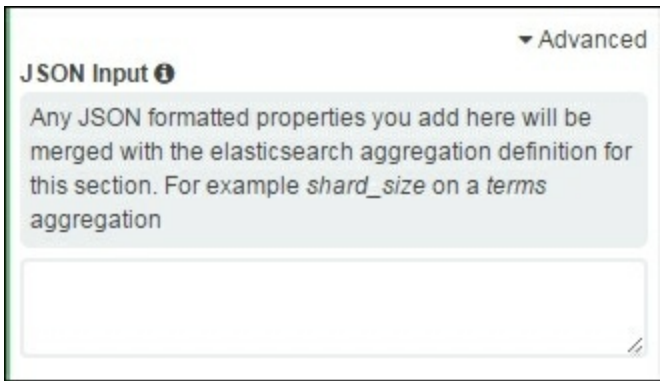 Advanced
JSON Input
Any JSON formatted properties you add here will be
merged with the elasticsearch aggregation definition for
this section. For example shard_size on a terms
aggregation